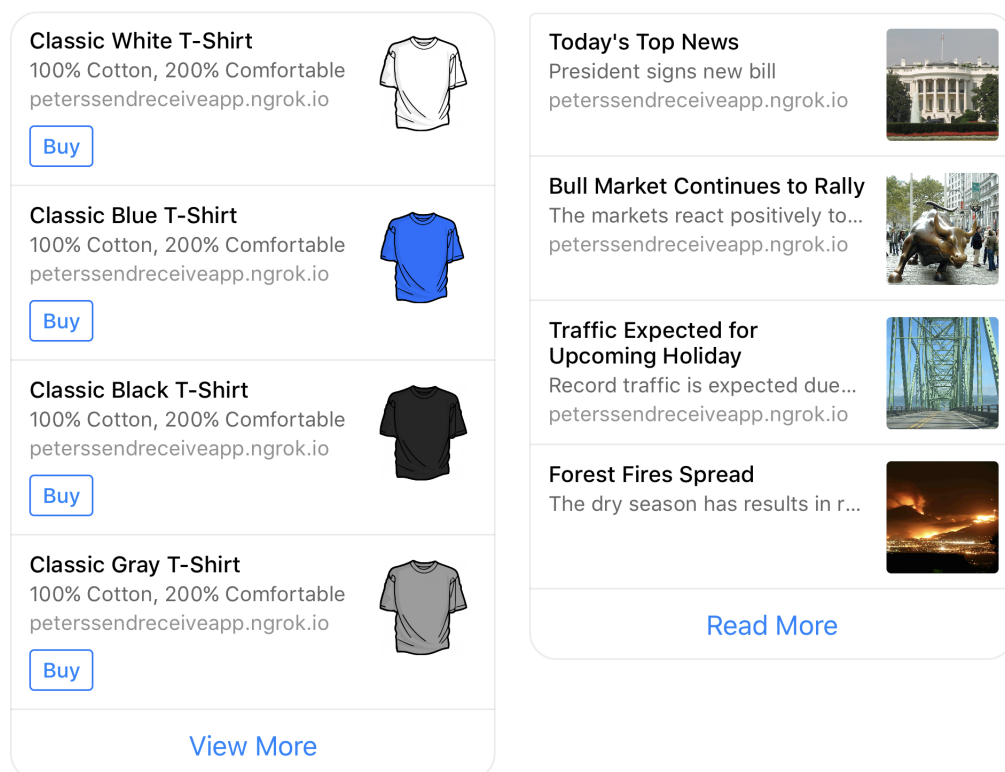 Classic White T-Shirt
100% Cotton, 200% Comfortable
peterssendreceiveapp.ngrok.io
Buy
Classic Blue T-Shirt
100% Cotton, 200% Comfortable
peterssendreceiveapp.ngrok.io
Buy
Classic Black T-Shirt
100% Cotton, 200% Comfortable
peterssendreceiveapp.ngrok.io
Buy
Classic Gray T-Shirt
100% Cotton, 200% Comfortable
peterssendreceiveapp.ngrok.io
Buy
View More
Today's Top News
President signs new bill
peterssendreceiveapp.ngrok.io
Bull Market Continues to Rally
The markets react positively to...
peterssendreceiveapp.ngrok.io
Traffic Expected for
Upcoming Holiday
Record traffic is expected due...
peterssendreceiveapp.ngrok.io
Forest Fires Spread
The dry season has results in r...
Read More